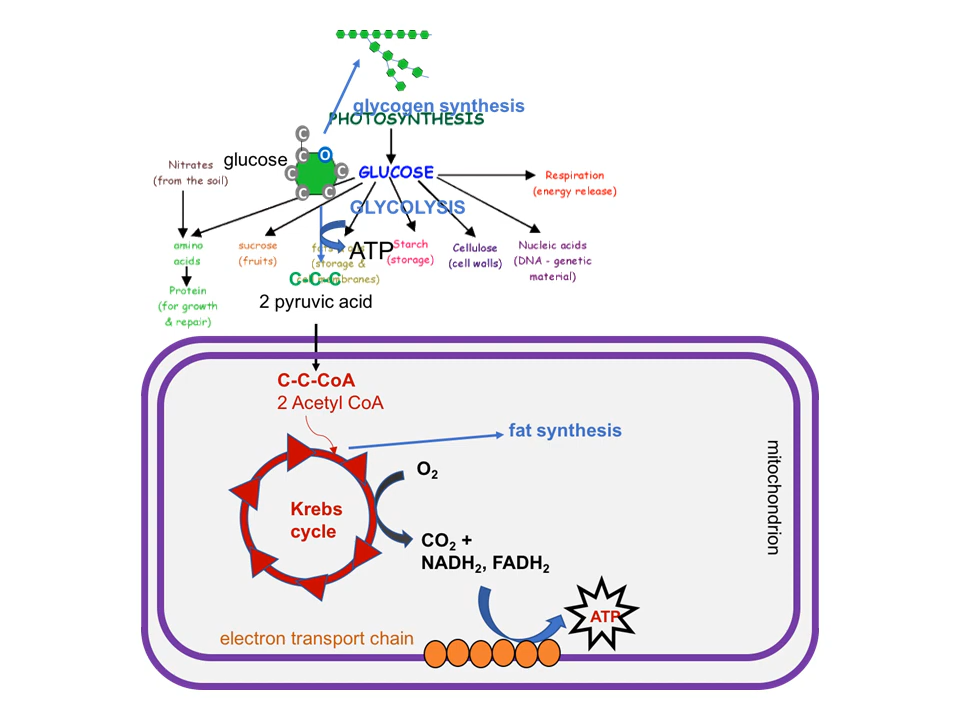 glycogen synthesis
PHOTOSYNTHESIS
C
C
O
glucose
C
C
C
C
Nitrates
(from the soil)
GLUCOSE
Respiration
(energy release)
GLYCOLYSIS
ATP
amino
acids
sucrose
(fruits)
(storage &
Starch
(storage)
Cellulose
(cell walls)
Nucleic acids
(DNA - genetic
material)
C-C-C
Protein
(for growth
& repair)
2 pyruvic acid
C-C-CoA
2 Acetyl CoA
fat synthesis
mitochondrion
O₂
Krebs
cycle
CO₂ +
NADH₂, FADH₂
ATP
electron transport chain